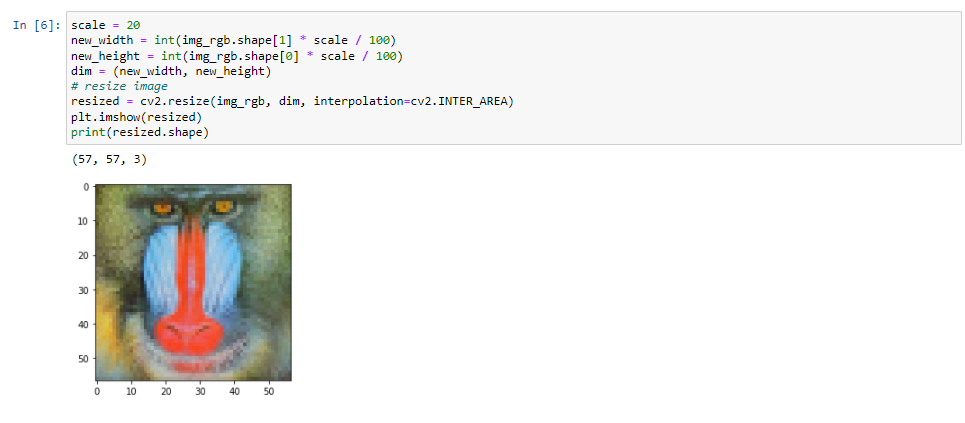 In [6]: scale = 20
new_width = int(img_rgb.shape[1] * scale / 100)
new_height = int(img_rgb.shape[0] * scale / 100)
dim = (new_width, new_height)
# resize image
resized = cv2.resize(img_rgb, dim, interpolation=cv2.INTER_AREA)
plt.imshow(resized)
print(resized.shape)
(57, 57, 3)
0
10
20
30
40
50
0 10 20 30 40 50